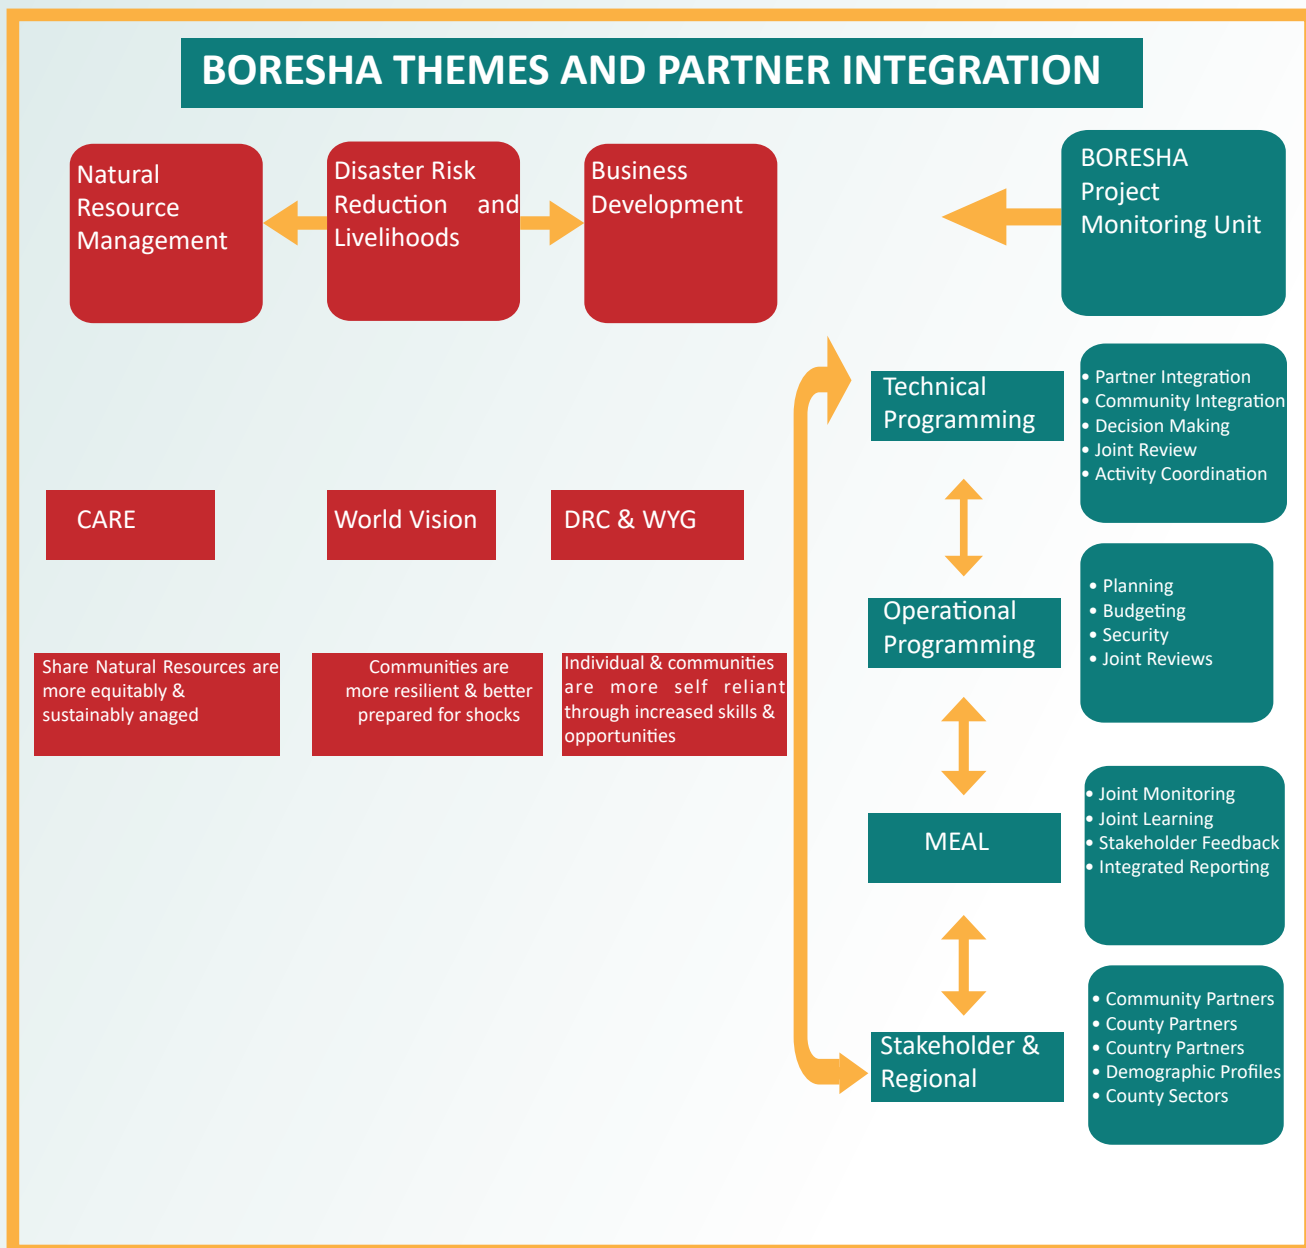 BORESHA THEMES AND PARTNER INTEGRATION
Natural
Resource
Management
Disaster Risk
Reduction and
Livelihoods
Business
Development
BORESHA
Project
Monitoring Unit
CARE
World Vision
DRC & WYG
Share Natural Resources are
more equitably &
sustainably anaged
Communities are
more resilient & better
prepared for shocks
Individual & communities
are more self reliant
through increased skills &
opportunities
Technical
Programming
• Partner Integration
• Community Integration
• Decision Making
• Joint Review
• Activity Coordination
Operational
Programming
• Planning
• Budgeting
• Security
• Joint Reviews
MEAL
• Joint Monitoring
• Joint Learning
• Stakeholder Feedback
• Integrated Reporting
Stakeholder &
Regional
• Community Partners
• County Partners
• Country Partners
• Demographic Profiles
• County Sectors